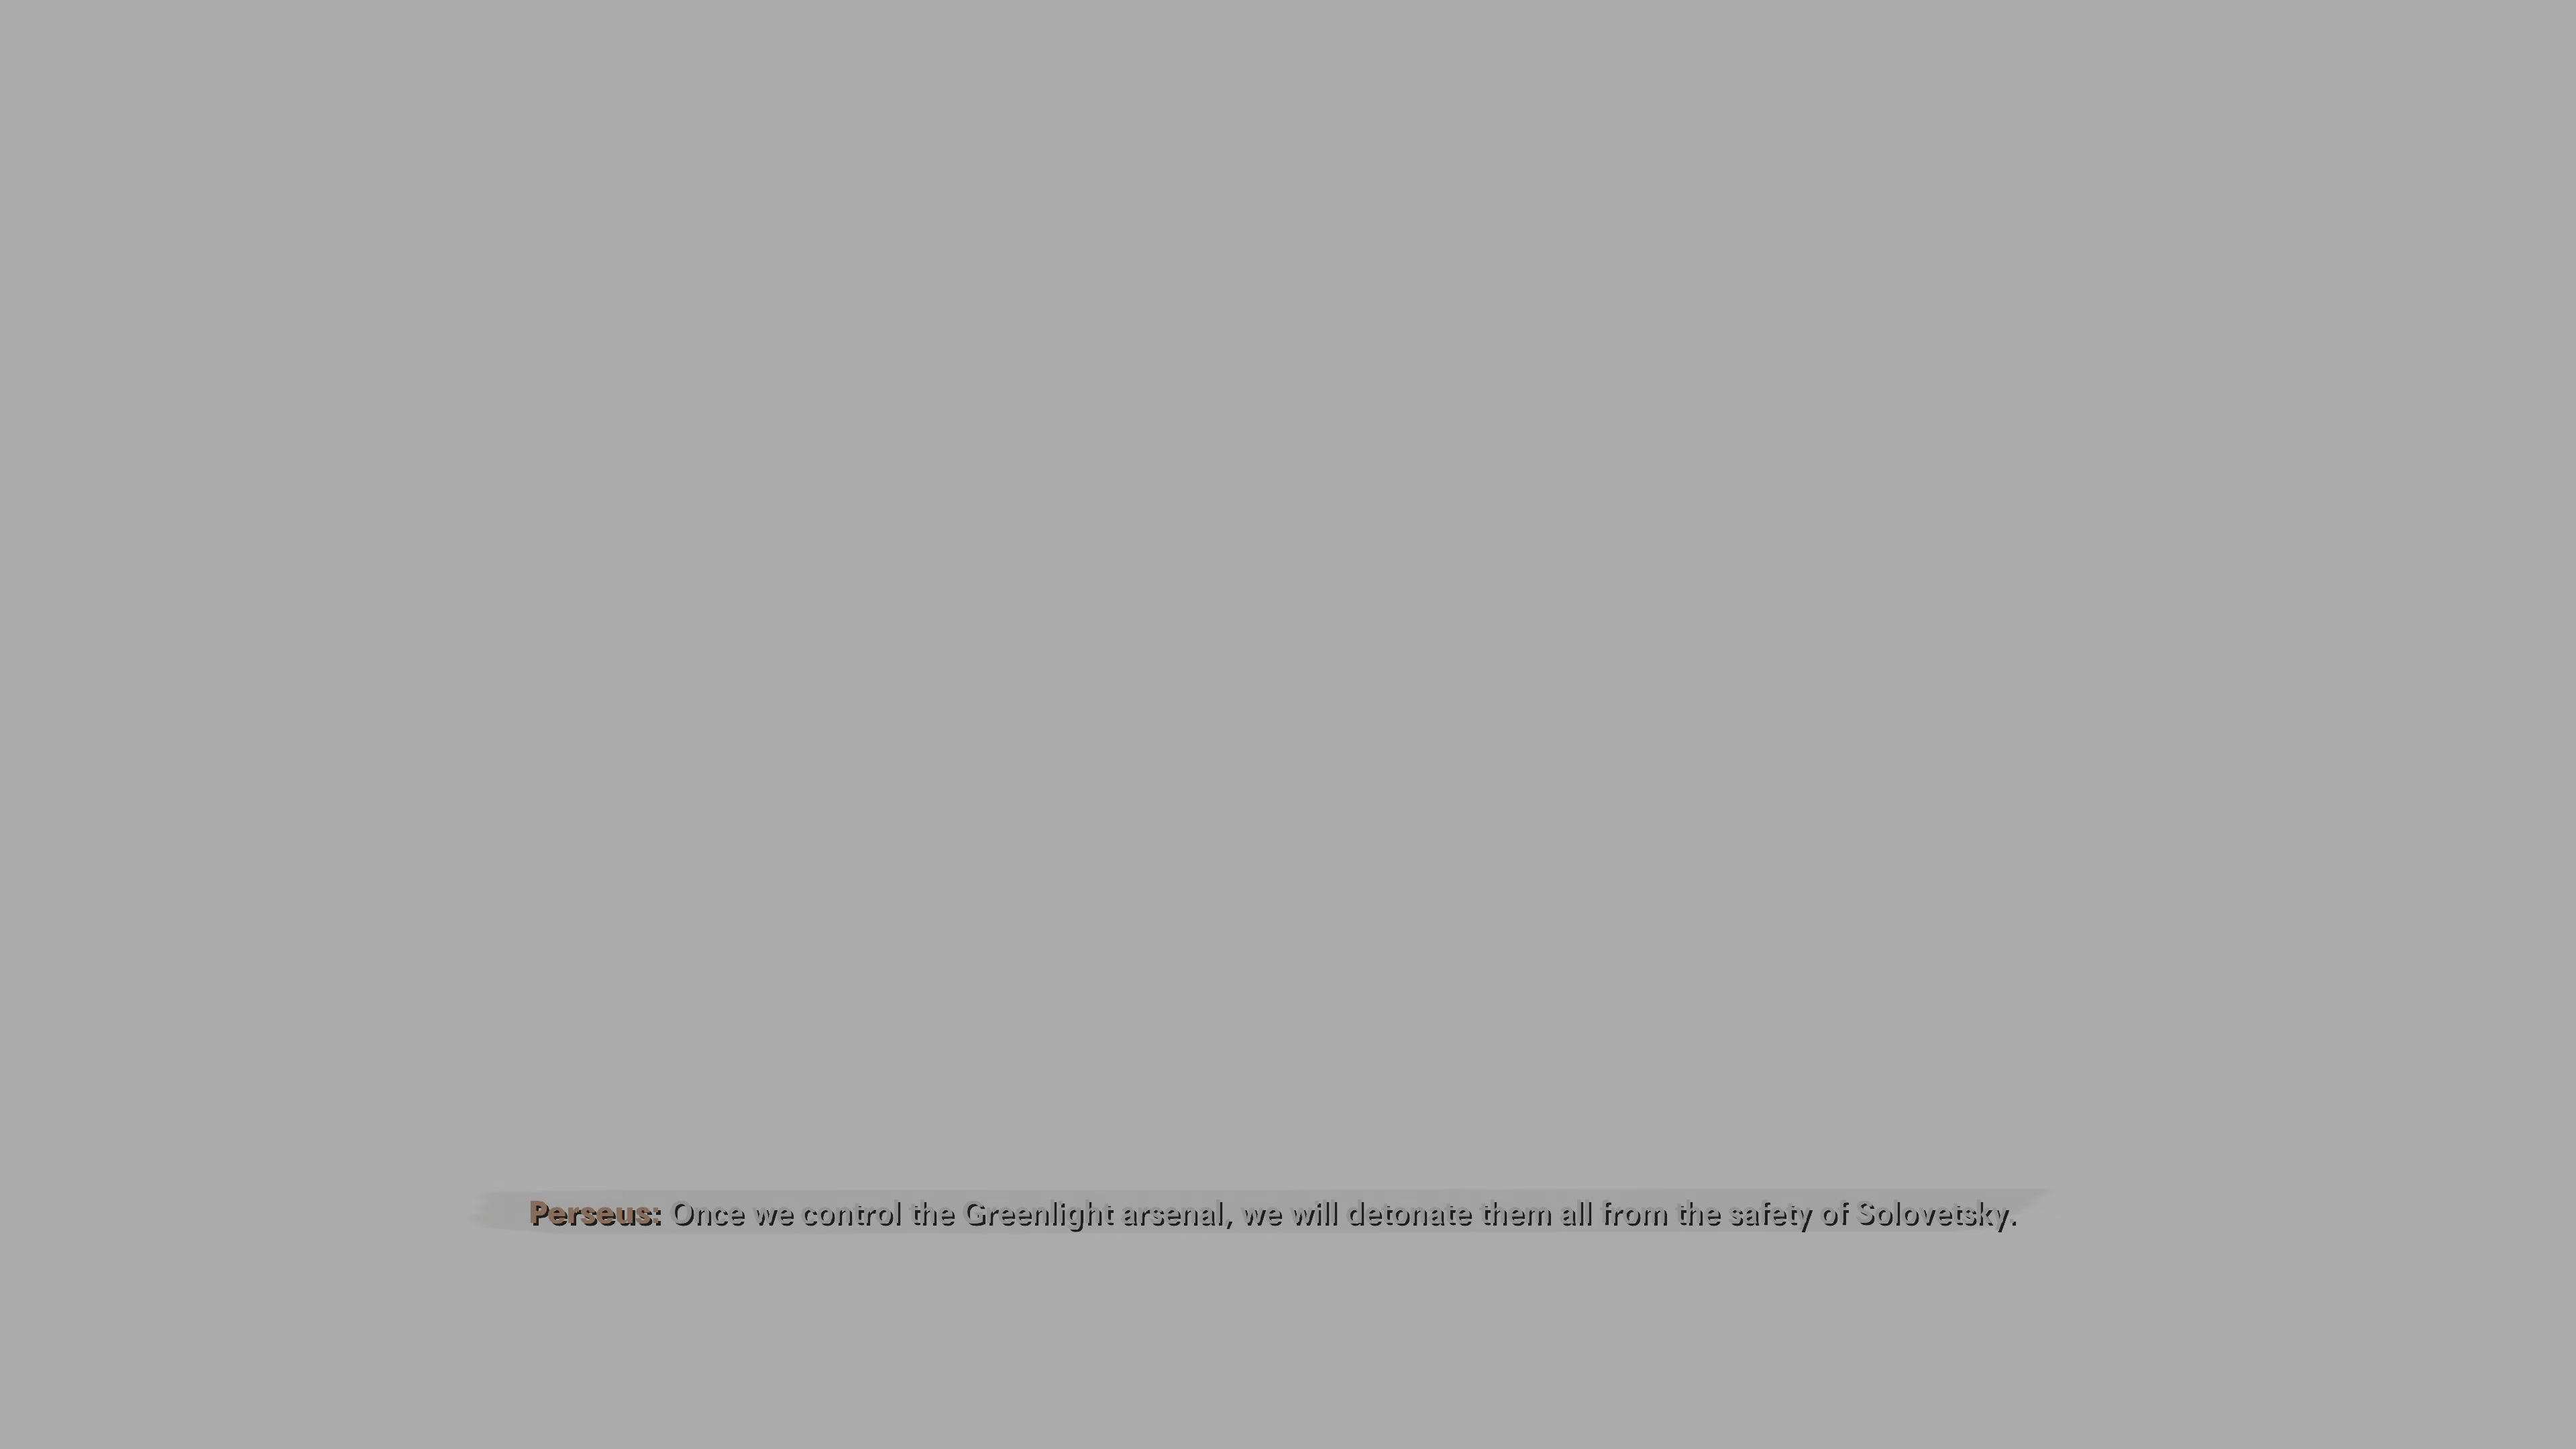 Perseus: Once we control the Greenlight arsenal, we will detonate them all from the safety of Solovetsky.